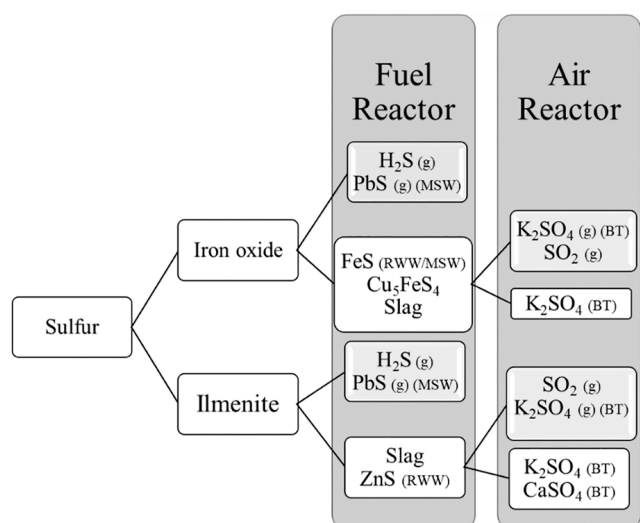 Fuel
Reactor
Air
Reactor
H₂S (g)
PbS (g) (MSW)
Iron oxide
K₂SO₄ (g) (BT)
SO₂ (g)
FeS (RWW/MSW)
Cu₅FeS₄
Slag
K₂SO₄ (BT)
Sulfur
H₂S (g)
PbS (g) (MSW)
Ilmenite
SO₂ (g)
K₂SO₄ (g) (BT)
Slag
ZnS (RWW)
K₂SO₄ (BT)
CaSO₄ (BT)